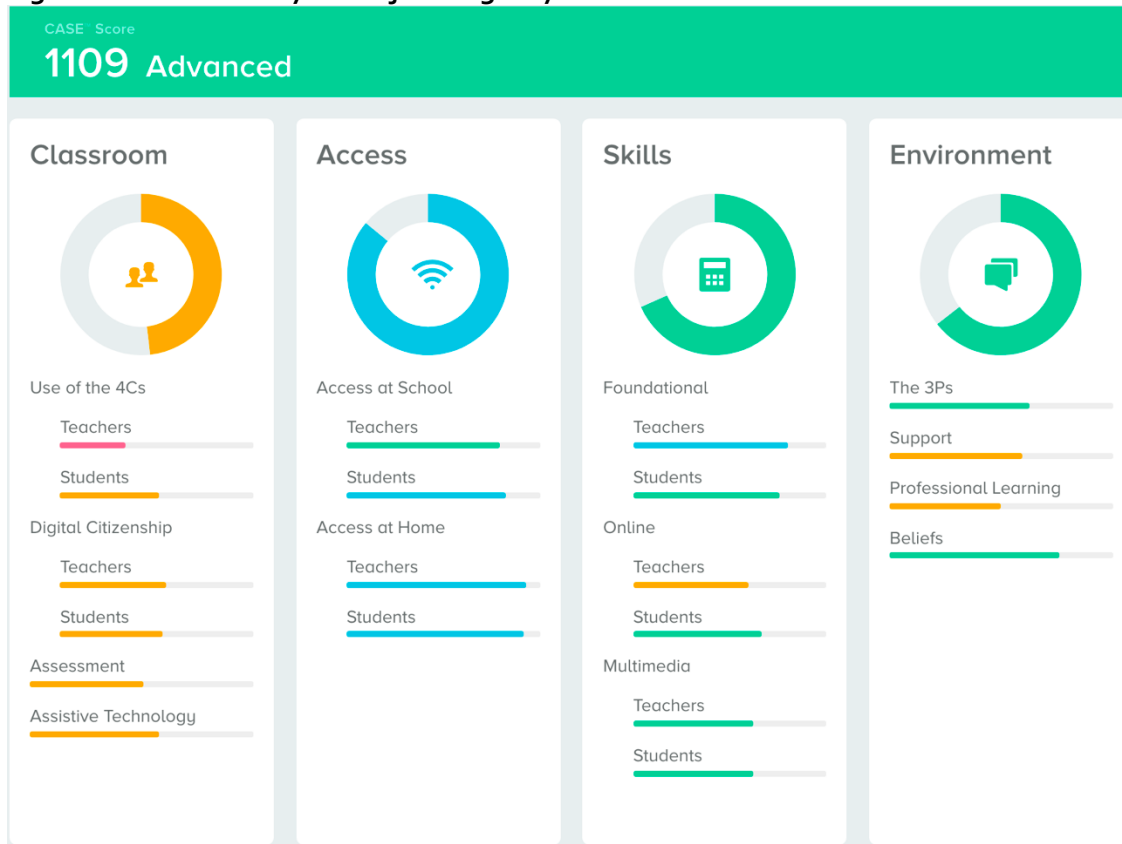 CASE™ Score
1109 Advanced
Classroom
Use of the 4Cs
Teachers
Students
Digital Citizenship
Teachers
Students
Assessment
Assistive Technology
Access
Access at School
Teachers
Students
Access at Home
Teachers
Students
Skills
Foundational
Teachers
Students
Online
Teachers
Students
Multimedia
Teachers
Students
Environment
The 3Ps
Support
Professional Learning
Beliefs